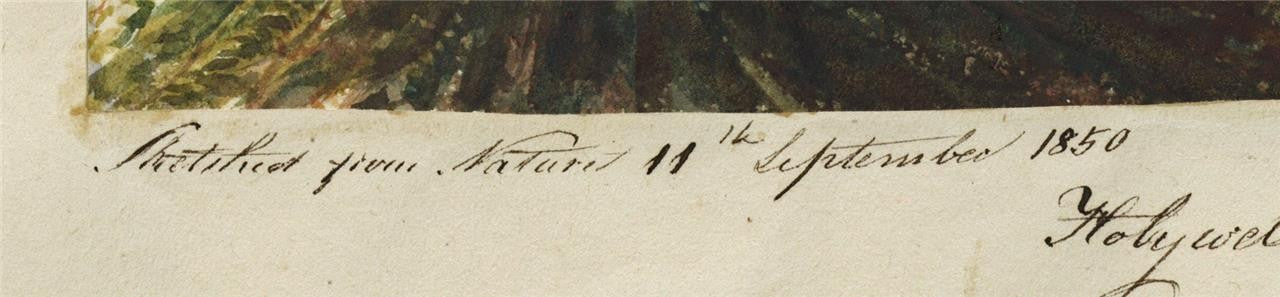 Sketched from Nature 11th September 1850
Holywel